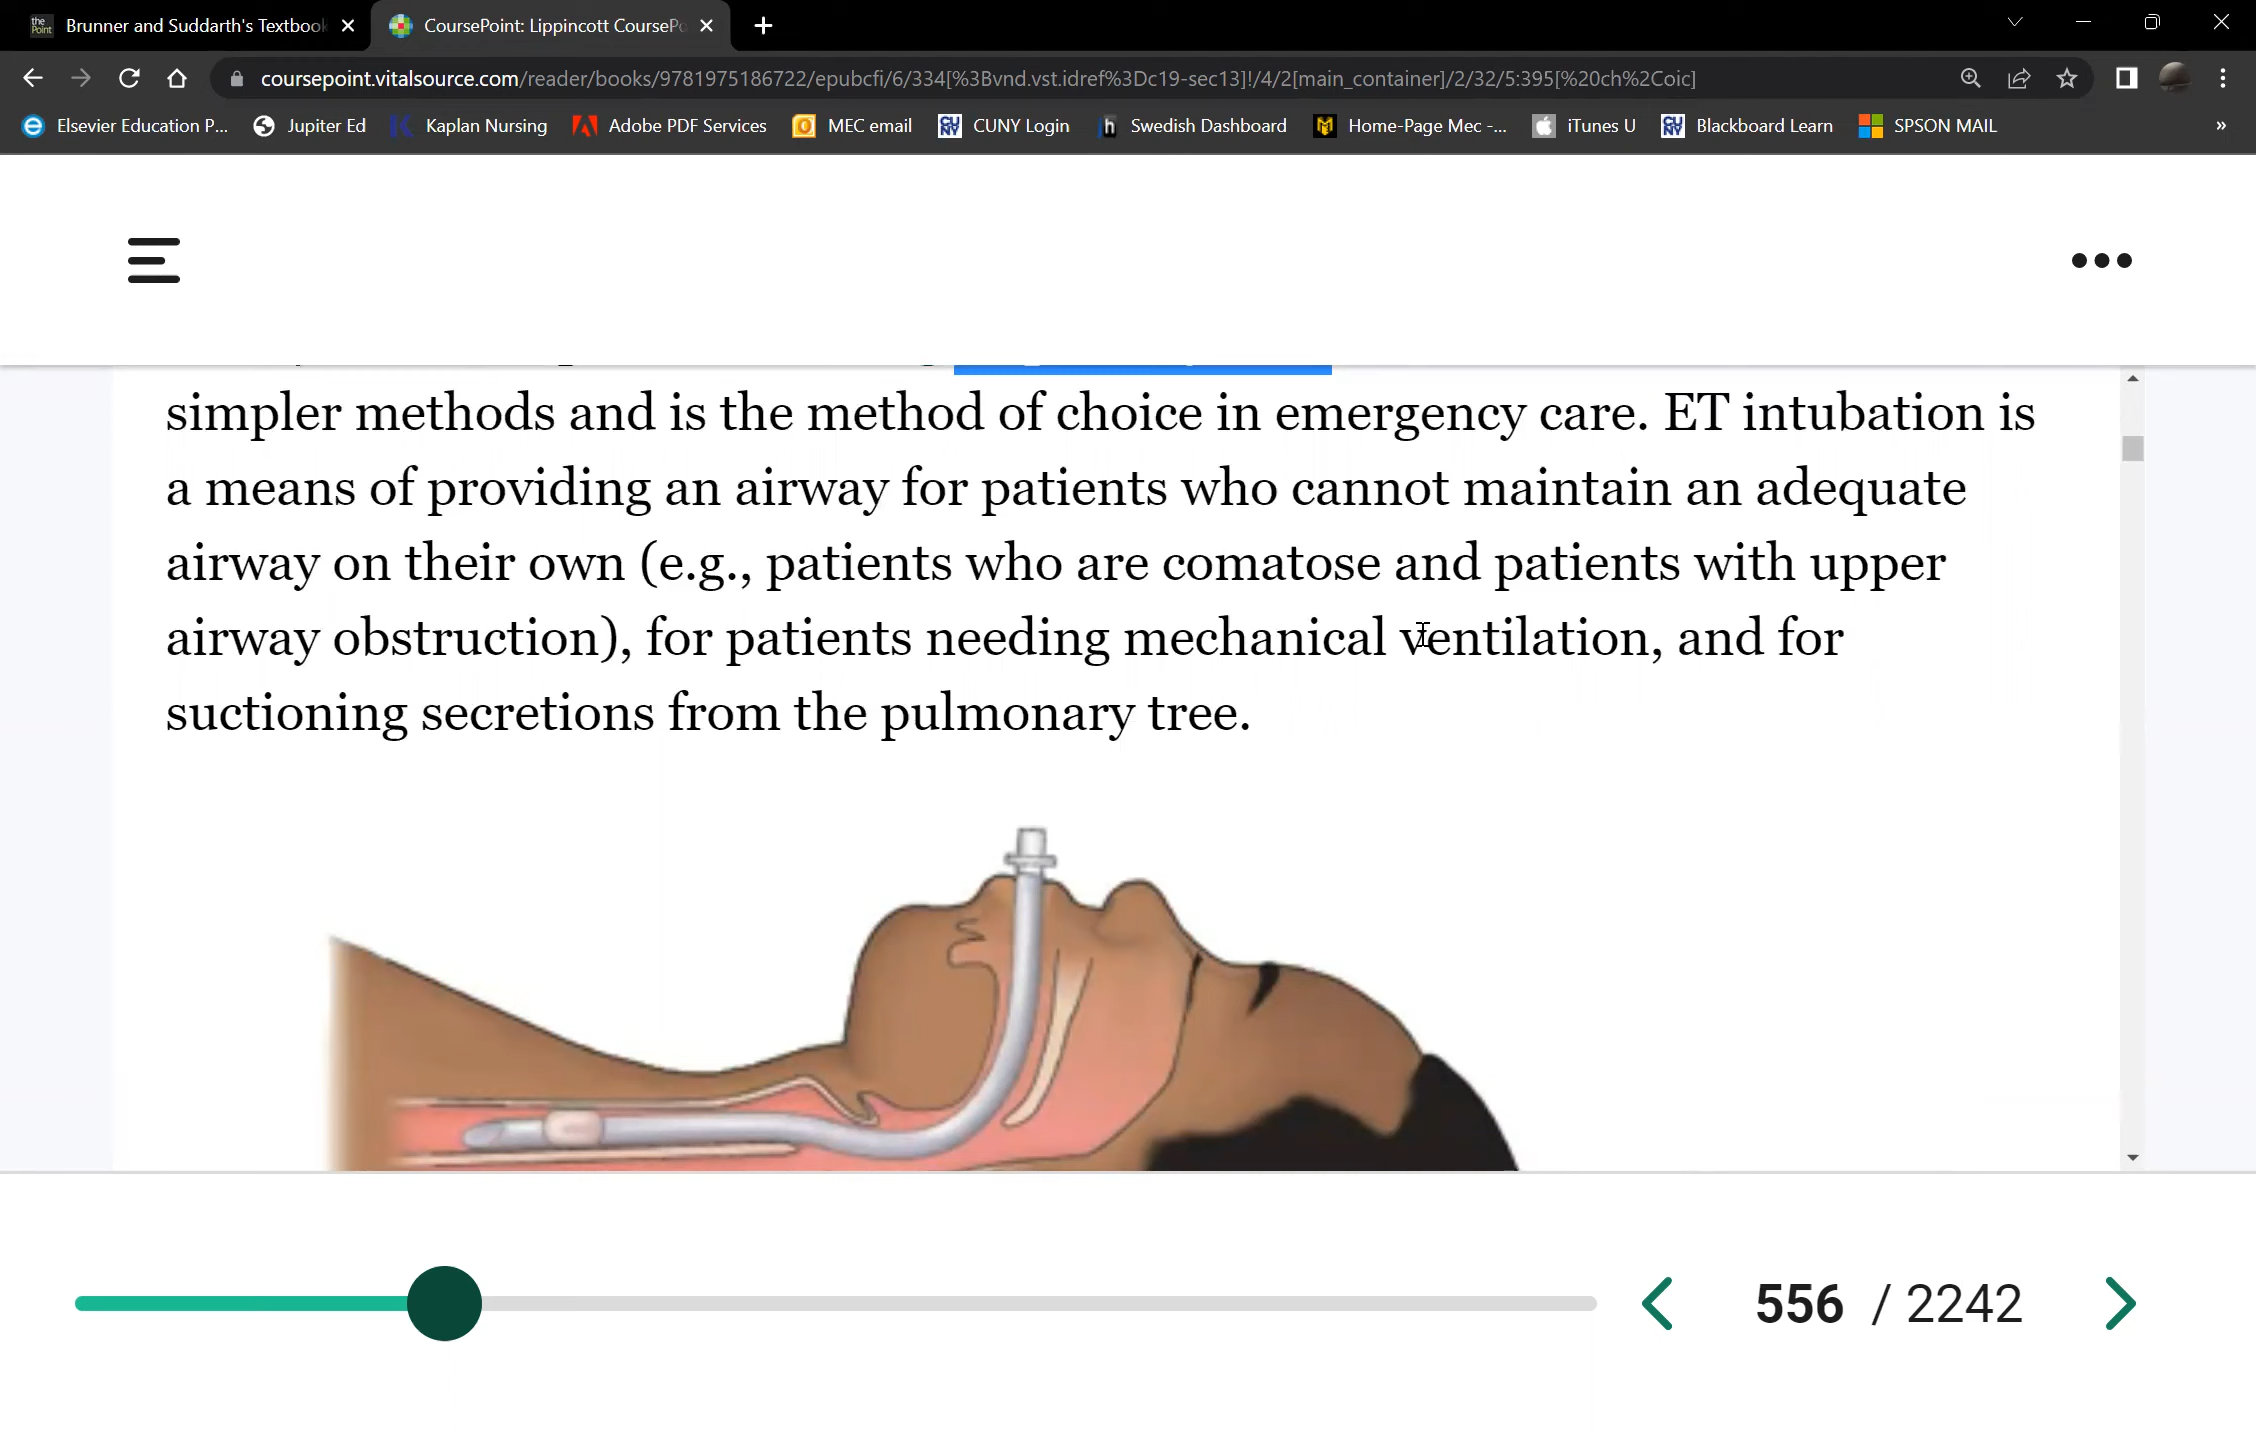 the Point
Brunner and Suddarth's Textbook
CoursePoint: Lippincott CoursePo
coursepoint.vitalsource.com/reader/books/9781975186722/epubcfi/6/334[%3Bvnd.vst.idref%3Dc19-sec13]!/4/2[main_container]/2/32/5:395[%20ch%2Coic]
Elsevier Education P... Jupiter Ed Kaplan Nursing Adobe PDF Services MEC email CUNY Login Swedish Dashboard Home-Page Mec -... iTunes U Blackboard Learn SPSON MAIL »
simpler methods and is the method of choice in emergency care. ET intubation is
a means of providing an airway for patients who cannot maintain an adequate
airway on their own (e.g., patients who are comatose and patients with upper
airway obstruction), for patients needing mechanical ventilation, and for
suctioning secretions from the pulmonary tree.
556 / 2242